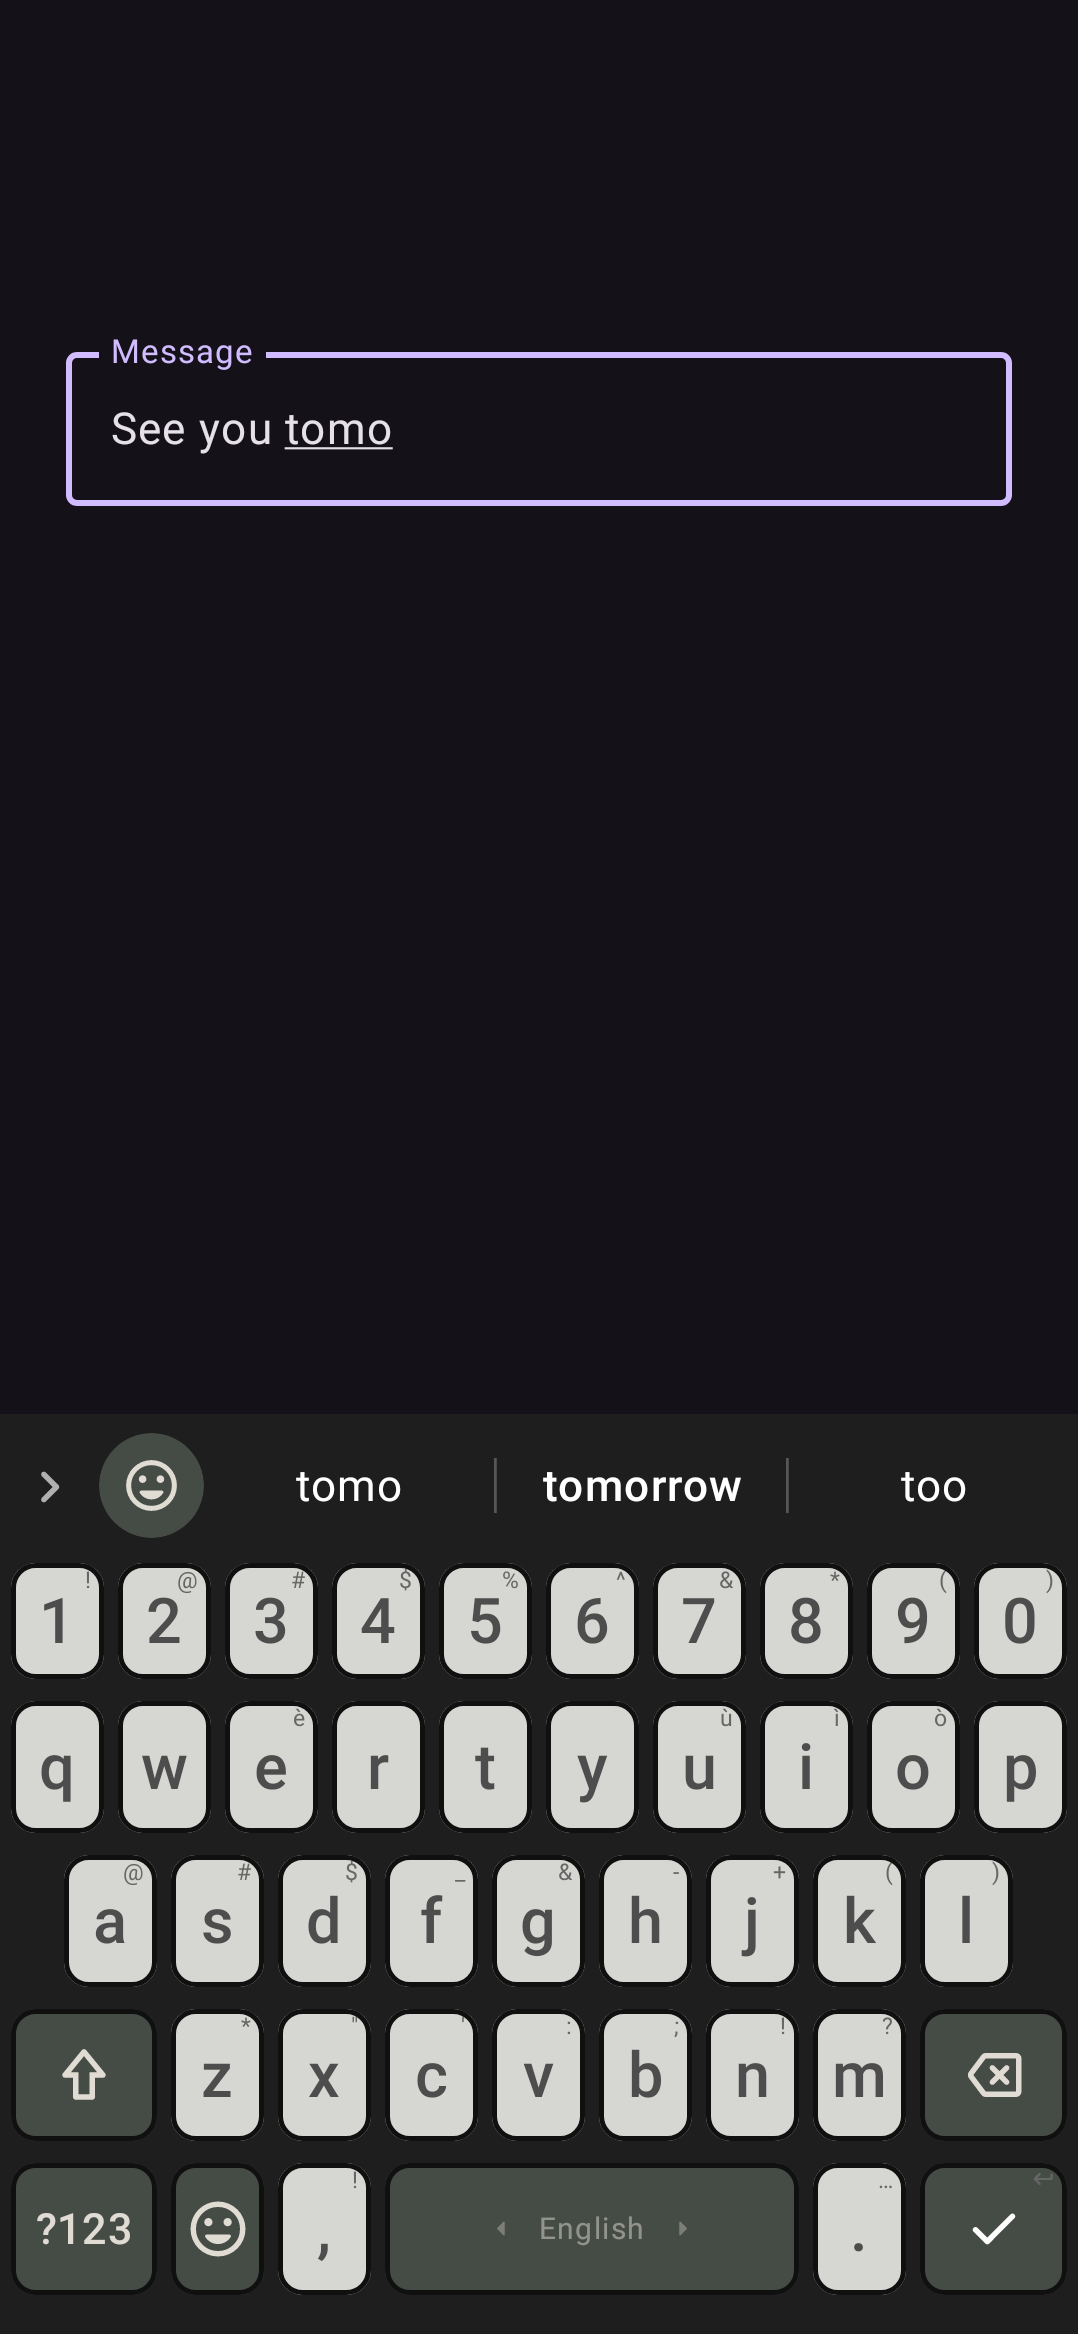 Message
See you tomo
tomo tomorrow too
1 ! 2 @ 3 # 4 $ 5 % 6 ^ 7 & 8 * 9 ( 0 )
q w e è r t y u ù i ì o ò p
a @ s # d $ f _ g & h - j + k ( l )
z * x " c ' v : b ; n ! m ?
?123 , ! English . …